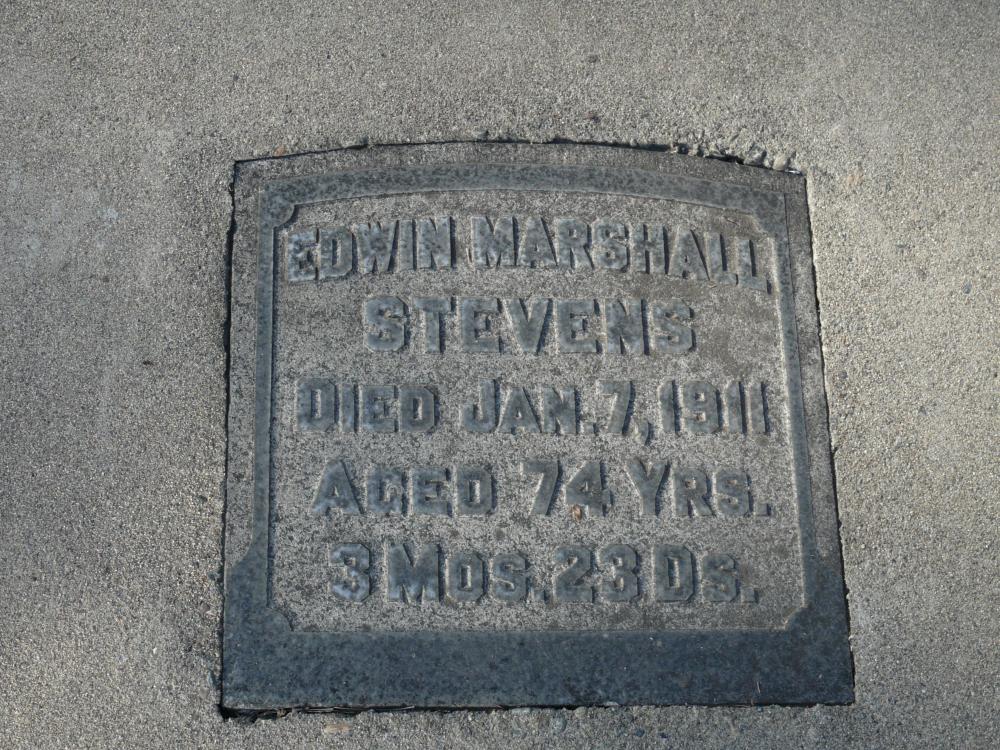 EDWIN MARSHALL
STEVENS
DIED JAN. 7, 1911
AGED 74 YRS.
3 MOS. 23 DS.